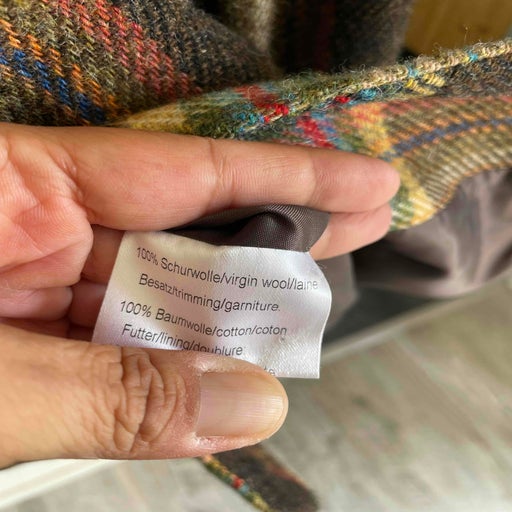 100% Schurwolle/virgin wool/laine
Besatz/trimming/garniture
100% Baumwolle/cotton/coton
Futter/lining/doublure